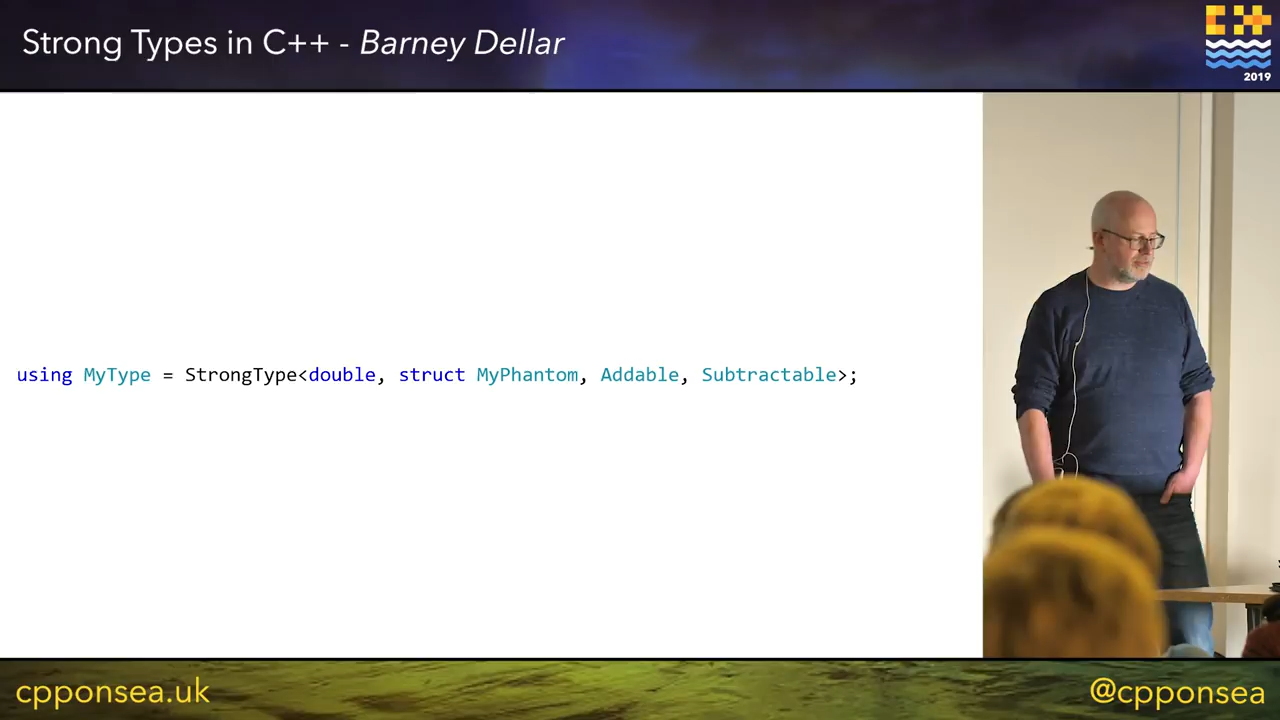 Strong Types in C++ - Barney Dellar
2019
using MyType = StrongType<double, struct MyPhantom, Addable, Subtractable>;
cpponsea.uk
@cpponsea